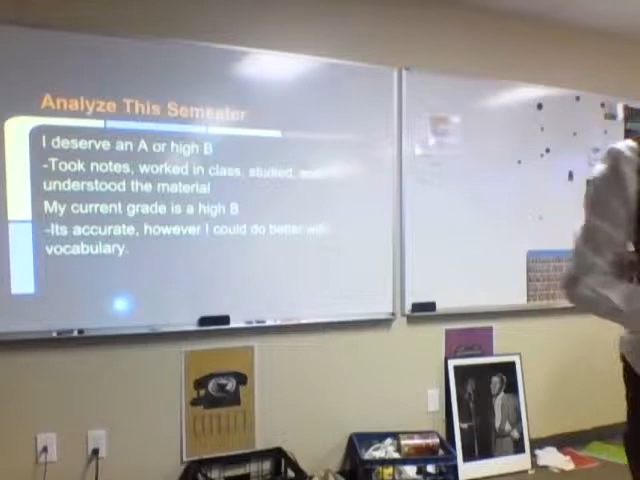 Analyze This Semester
I deserve an A or high B
-Took notes, worked in class, studied, and
understood the material
My current grade is a high B
-Its accurate, however I could do better with
vocabulary.